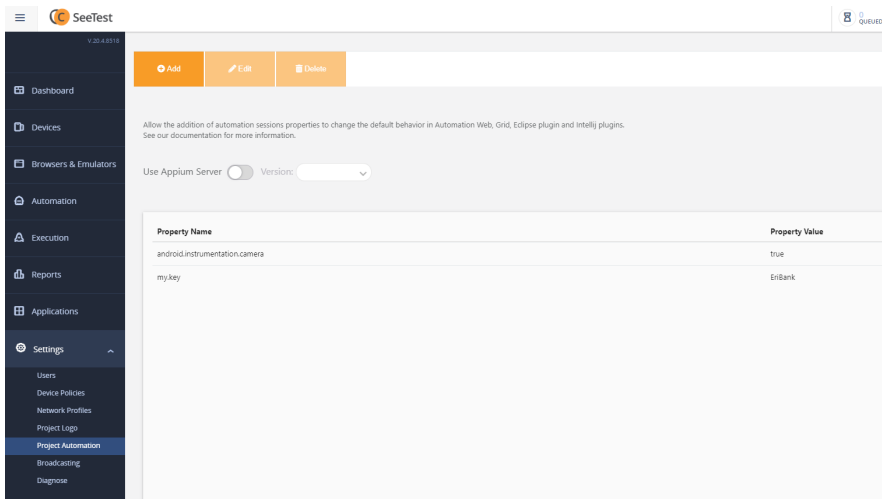 SeeTest
0
QUEUED
V.20.4.8318
Add
Edit
Delete
Dashboard
Devices
Browsers & Emulators
Automation
Execution
Reports
Applications
Settings
Users
Device Policies
Network Profiles
Project Logo
Project Automation
Broadcasting
Diagnose
Allow the addition of automation sessions properties to change the default behavior in Automation Web, Grid, Eclipse plugin and Intellij plugins.
See our documentation for more information.
Use Appium Server Version:
Property Name Property Value
android.instrumentation.camera true
my.key EriBank